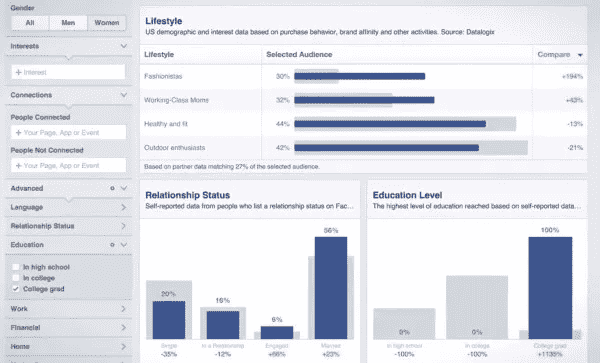 Gender
All Men Women
Interests
+ Interest
Connections
People Connected
+ Your Page, App or Event
People Not Connected
+ Your Page, App or Event
Advanced
Language
Relationship Status
Education
In high school
In college
College grad
Work
Financial
Home
Lifestyle
US demographic and interest data based on purchase behavior, brand affinity and other activities. Source: Datalogix
Lifestyle Selected Audience Compare
Fashionistas 30% +194%
Working-Class Moms 32% +43%
Healthy and fit 44% -13%
Outdoor enthusiasts 42% -21%
Based on partner data matching 27% of the selected audience.
Relationship Status
Self-reported data from people who list a relationship status on Fac...
20% 16% 6% 56%
Single In a Relationship Engaged Married
-35% -12% +66% +23%
Education Level
The highest level of education reached based on self-reported data...
0% 0% 100%
In high school In college College grad
-100% -100% +1135%